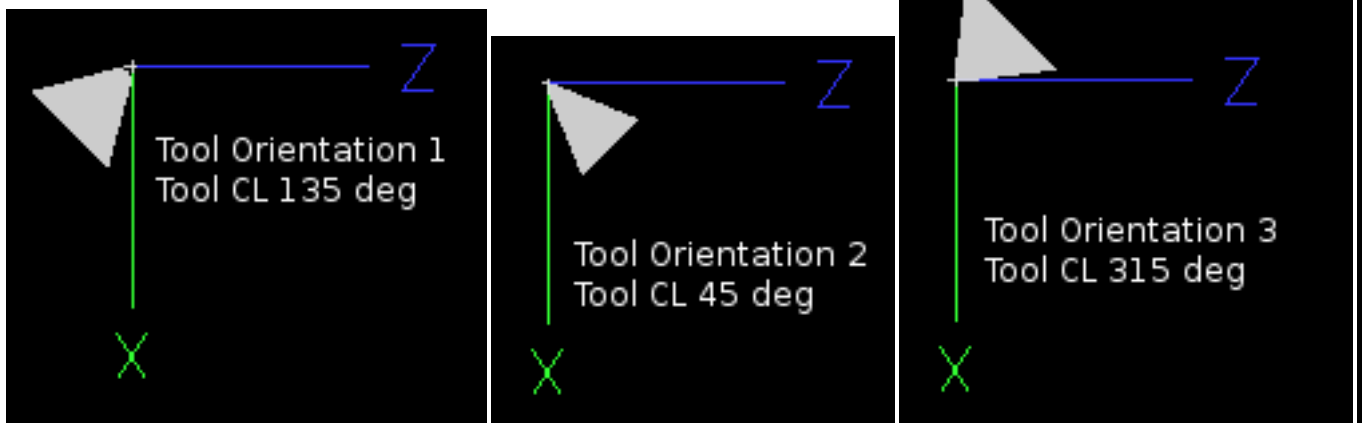 Z
Tool Orientation 1
Tool CL 135 deg
X
Z
Tool Orientation 2
Tool CL 45 deg
X
Z
Tool Orientation 3
Tool CL 315 deg
X